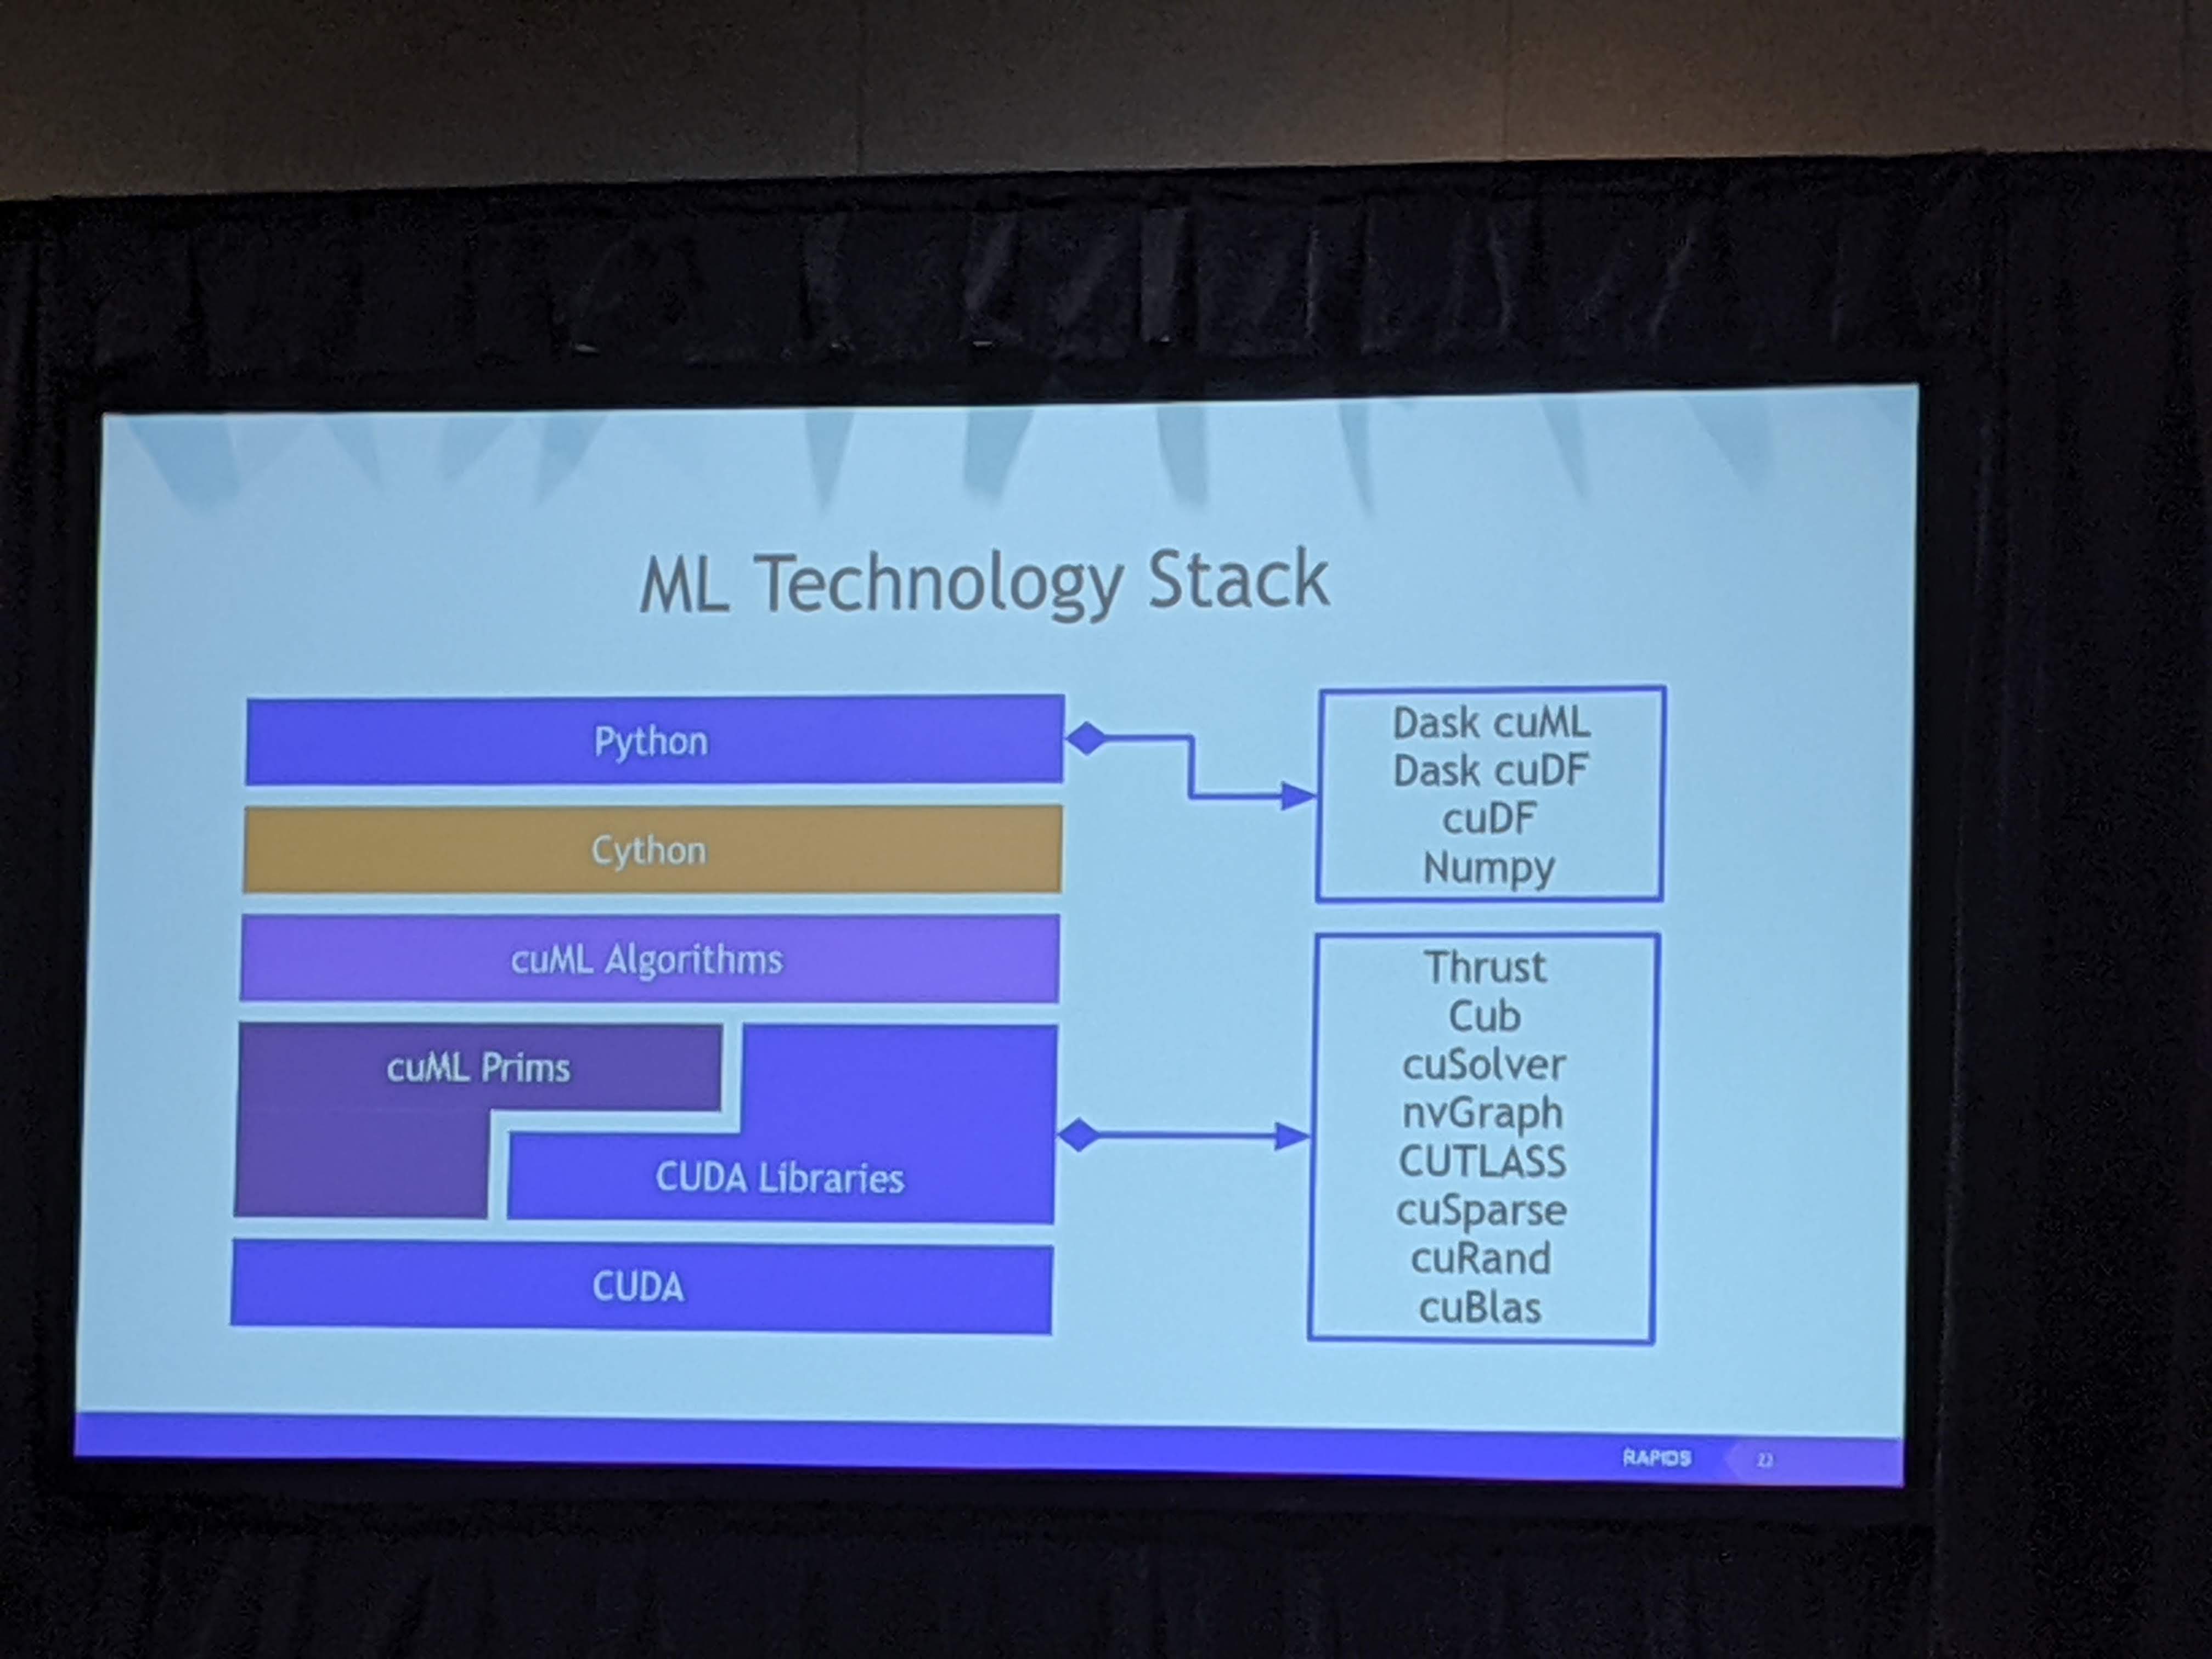 ML Technology Stack
Python
Cython
cuML Algorithms
cuML Prims
CUDA Libraries
CUDA
Dask cuML
Dask cuDF
cuDF
Numpy
Thrust
Cub
cuSolver
nvGraph
CUTLASS
cuSparse
cuRand
cuBlas
RAPIDS